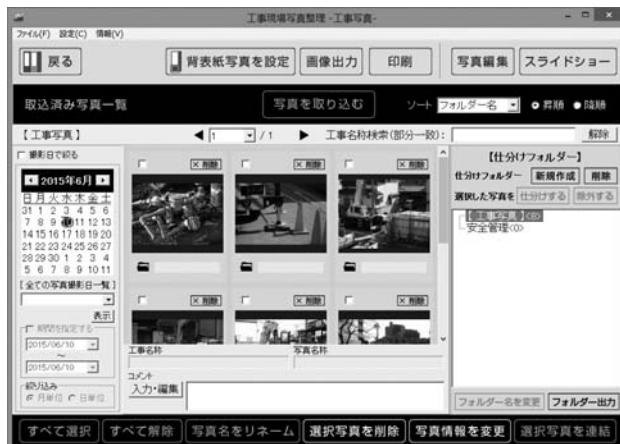 工事現場写真整理 -工事写真-
ファイル(F) 設定(C) 情報(V)
戻る 背表紙写真を設定 画像出力 印刷 写真編集 スライドショー
取込済み写真一覧 写真を取り込む ソート フォルダー名 昇順 降順
【工事写真】 1 / 1 工事名称検索(部分一致): 解除
撮影日で絞る
2015年6月
日 月 火 水 木 金 土
31 1 2 3 4 5 6
7 8 9 10 11 12 13
14 15 16 17 18 19 20
21 22 23 24 25 26 27
28 29 30 1 2 3 4
5 6 7 8 9 10 11
【全ての写真撮影日一覧】
表示
期間を指定する
2015/06/10
～
2015/06/10
絞り込み
月単位 日単位
×削除 ×削除 ×削除
×削除 ×削除 ×削除
工事名称 写真名称
コメント
入力・編集
【仕分けフォルダー】
仕分けフォルダー 新規作成 削除
選択した写真を 仕分けする 除外する
【工事写真】<8>
安全管理<0>
フォルダー名を変更 フォルダー出力
すべて選択 すべて解除 写真名をリネーム 選択写真を削除 写真情報を変更 選択写真を連結